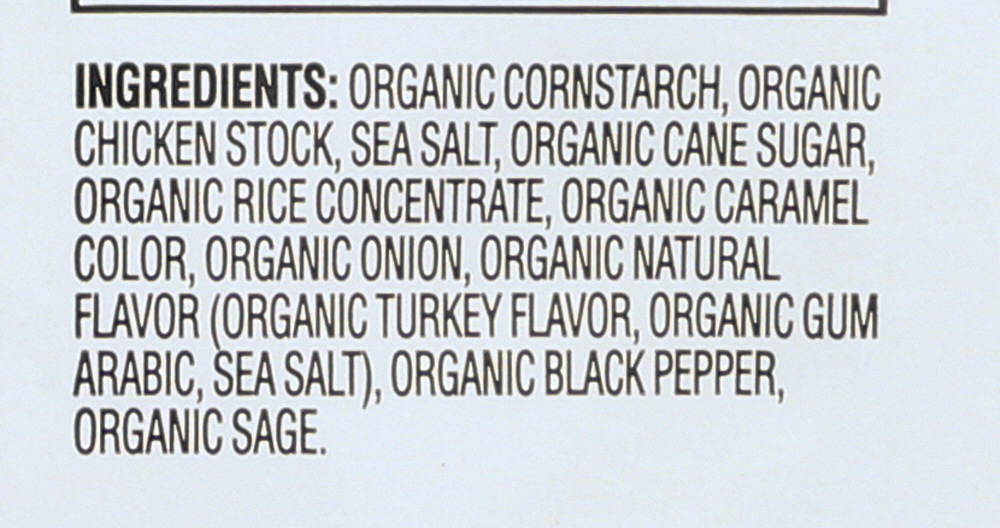 INGREDIENTS: ORGANIC CORNSTARCH, ORGANIC
CHICKEN STOCK, SEA SALT, ORGANIC CANE SUGAR,
ORGANIC RICE CONCENTRATE, ORGANIC CARAMEL
COLOR, ORGANIC ONION, ORGANIC NATURAL
FLAVOR (ORGANIC TURKEY FLAVOR, ORGANIC GUM
ARABIC, SEA SALT), ORGANIC BLACK PEPPER,
ORGANIC SAGE.